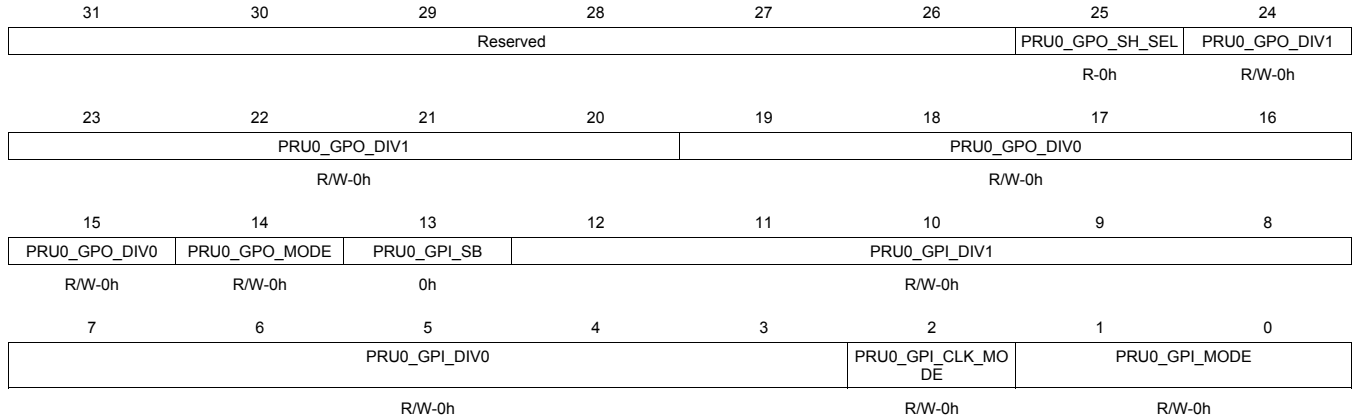 31 30 29 28 27 26 25 24
Reserved PRU0_GPO_SH_SEL PRU0_GPO_DIV1
R-0h R/W-0h
23 22 21 20 19 18 17 16
PRU0_GPO_DIV1 PRU0_GPO_DIV0
R/W-0h R/W-0h
15 14 13 12 11 10 9 8
PRU0_GPO_DIV0 PRU0_GPO_MODE PRU0_GPI_SB PRU0_GPI_DIV1
R/W-0h R/W-0h 0h R/W-0h
7 6 5 4 3 2 1 0
PRU0_GPI_DIV0 PRU0_GPI_CLK_MO PRU0_GPI_MODE
DE
R/W-0h R/W-0h R/W-0h